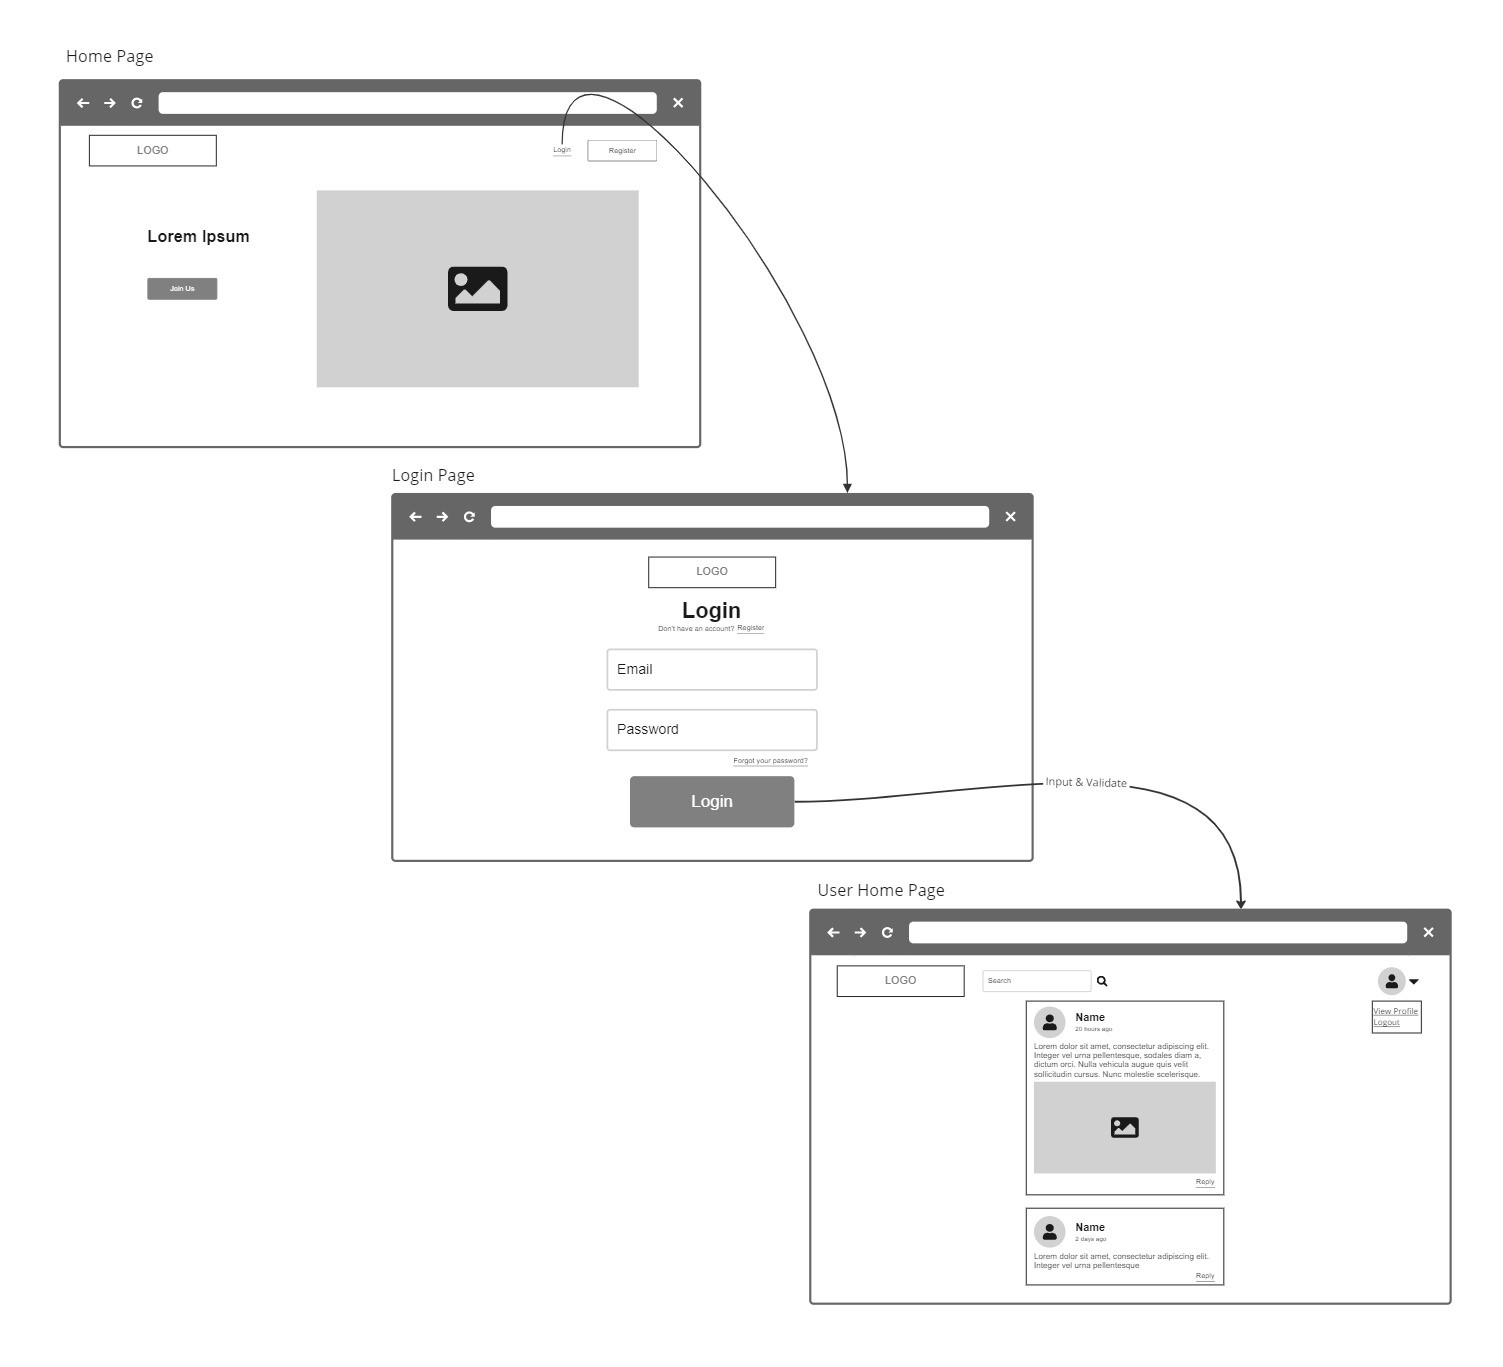 Home Page
LOGO
Login
Register
Lorem Ipsum
Join Us
Login Page
LOGO
Login
Don't have an account? Register
Email
Password
Forgot your password?
Login
Input & Validate
User Home Page
LOGO
Search
View Profile
Logout
Name
20 hours ago
Lorem dolor sit amet, consectetur adipiscing elit.
Integer vel urna pellentesque, sodales diam a,
dictum orci. Nulla vehicula augue quis velit
sollicitudin cursus. Nunc molestie scelerisque.
Reply
Name
2 days ago
Lorem dolor sit amet, consectetur adipiscing elit.
Integer vel urna pellentesque
Reply